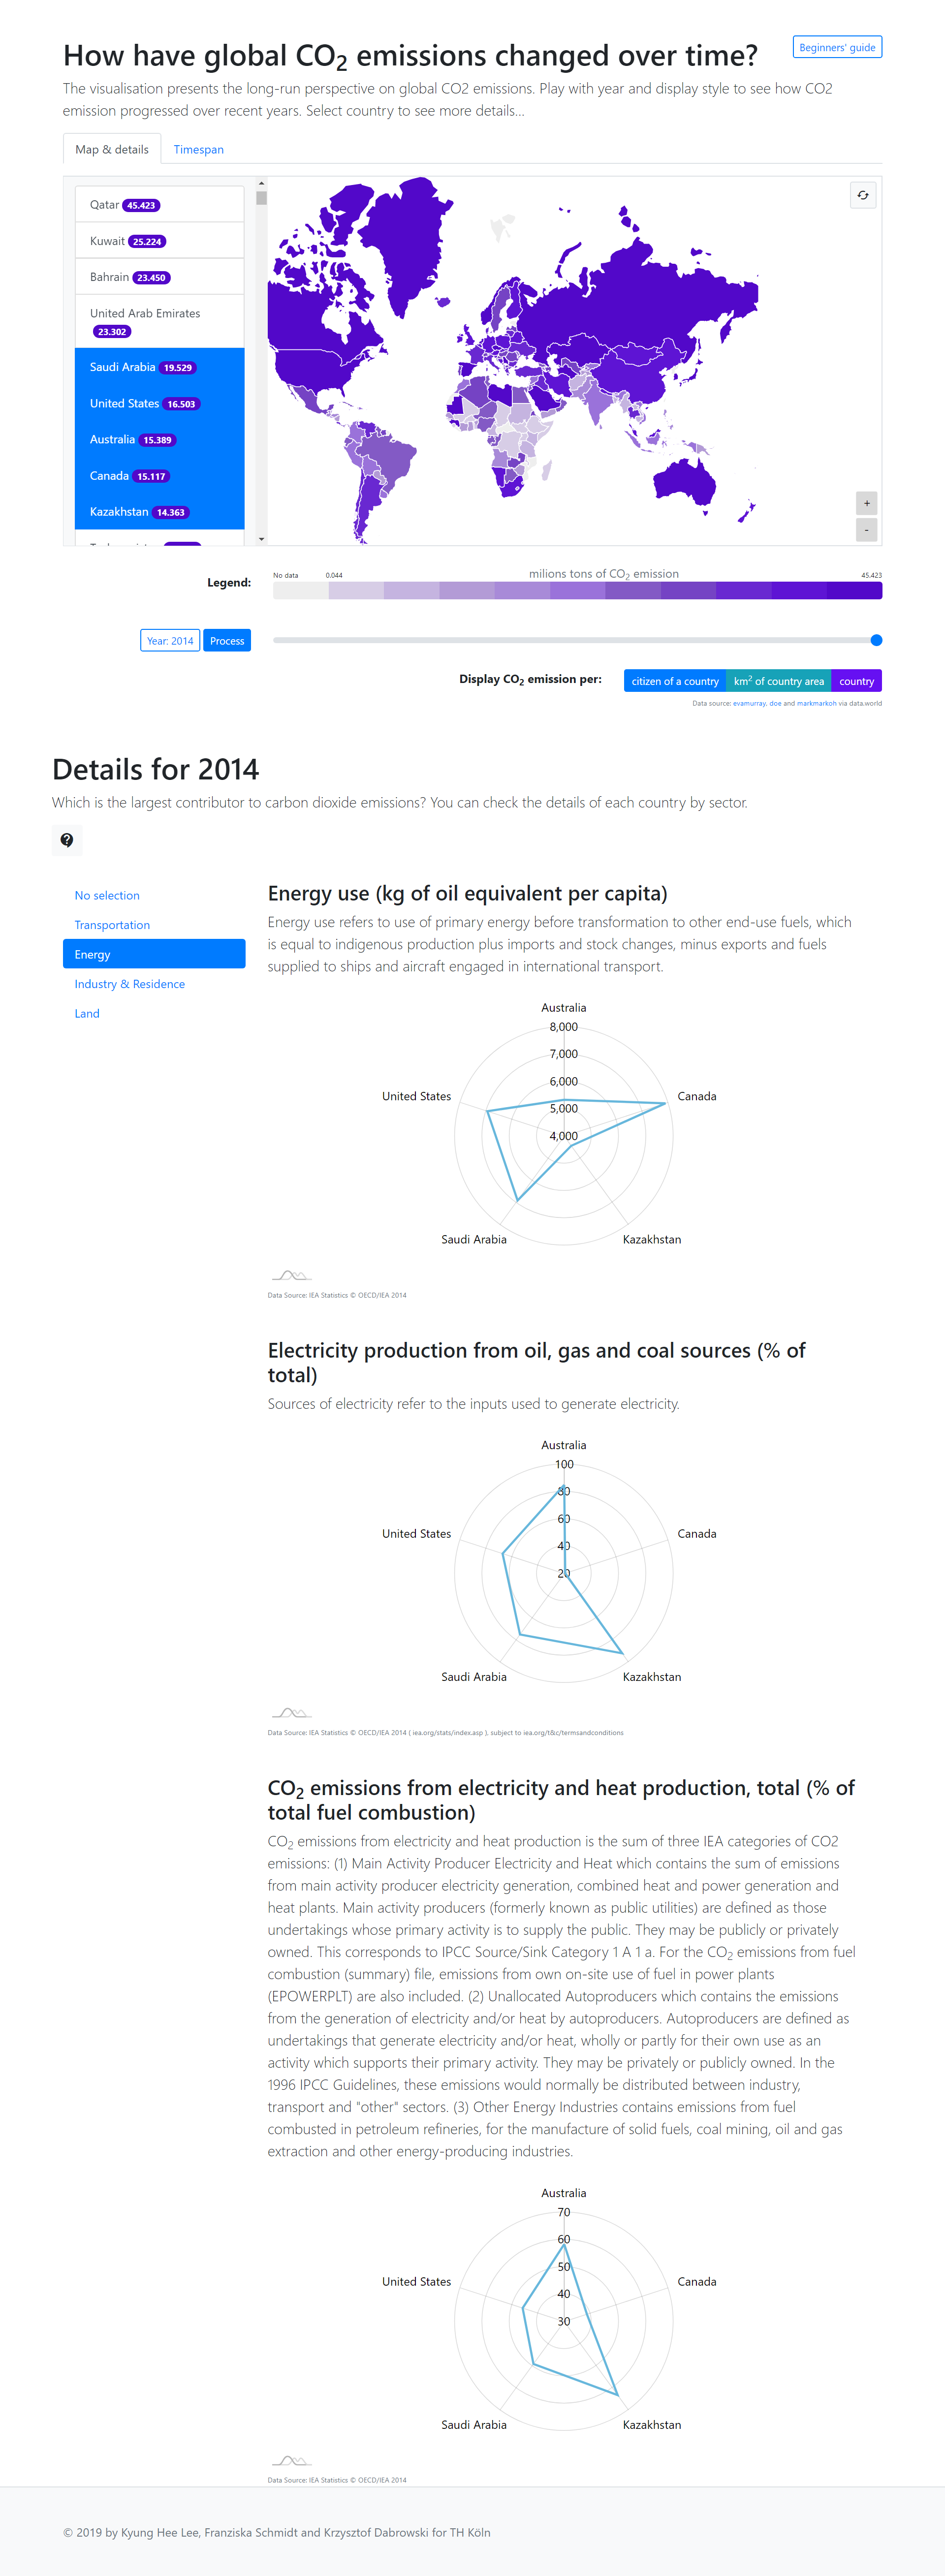 How have global CO2 emissions changed over time?
Beginners' guide
The visualisation presents the long-run perspective on global CO2 emissions. Play with year and display style to see how CO2
emission progressed over recent years. Select country to see more details...
Map & details
Timespan
Qatar 45.423
Kuwait 25.224
Bahrain 23.450
United Arab Emirates
23.302
Saudi Arabia 19.529
United States 16.503
Australia 15.389
Canada 15.117
Kazakhstan 14.363
+
-
Legend:
No data
0.044
milions tons of CO2 emission
45.423
Year: 2014
Process
Display CO2 emission per:
citizen of a country
km2 of country area
country
Data source: evamurray, doe and markmarkoh via data.world
Details for 2014
Which is the largest contributor to carbon dioxide emissions? You can check the details of each country by sector.
No selection
Transportation
Energy
Industry & Residence
Land
Energy use (kg of oil equivalent per capita)
Energy use refers to use of primary energy before transformation to other end-use fuels, which
is equal to indigenous production plus imports and stock changes, minus exports and fuels
supplied to ships and aircraft engaged in international transport.
Australia
8,000
7,000
6,000
5,000
4,000
United States
Canada
Saudi Arabia
Kazakhstan
Data Source: IEA Statistics © OECD/IEA 2014
Electricity production from oil, gas and coal sources (% of
total)
Sources of electricity refer to the inputs used to generate electricity.
Australia
100
80
60
40
20
United States
Canada
Saudi Arabia
Kazakhstan
Data Source: IEA Statistics © OECD/IEA 2014 ( iea.org/stats/index.asp ), subject to iea.org/t&c/termsandconditions
CO2 emissions from electricity and heat production, total (% of
total fuel combustion)
CO2 emissions from electricity and heat production is the sum of three IEA categories of CO2
emissions: (1) Main Activity Producer Electricity and Heat which contains the sum of emissions
from main activity producer electricity generation, combined heat and power generation and
heat plants. Main activity producers (formerly known as public utilities) are defined as those
undertakings whose primary activity is to supply the public. They may be publicly or privately
owned. This corresponds to IPCC Source/Sink Category 1 A 1 a. For the CO2 emissions from fuel
combustion (summary) file, emissions from own on-site use of fuel in power plants
(EPOWERPLT) are also included. (2) Unallocated Autoproducers which contains the emissions
from the generation of electricity and/or heat by autoproducers. Autoproducers are defined as
undertakings that generate electricity and/or heat, wholly or partly for their own use as an
activity which supports their primary activity. They may be privately or publicly owned. In the
1996 IPCC Guidelines, these emissions would normally be distributed between industry,
transport and "other" sectors. (3) Other Energy Industries contains emissions from fuel
combusted in petroleum refineries, for the manufacture of solid fuels, coal mining, oil and gas
extraction and other energy-producing industries.
Australia
70
60
50
40
30
United States
Canada
Saudi Arabia
Kazakhstan
Data Source: IEA Statistics © OECD/IEA 2014
© 2019 by Kyung Hee Lee, Franziska Schmidt and Krzysztof Dabrowski for TH Köln